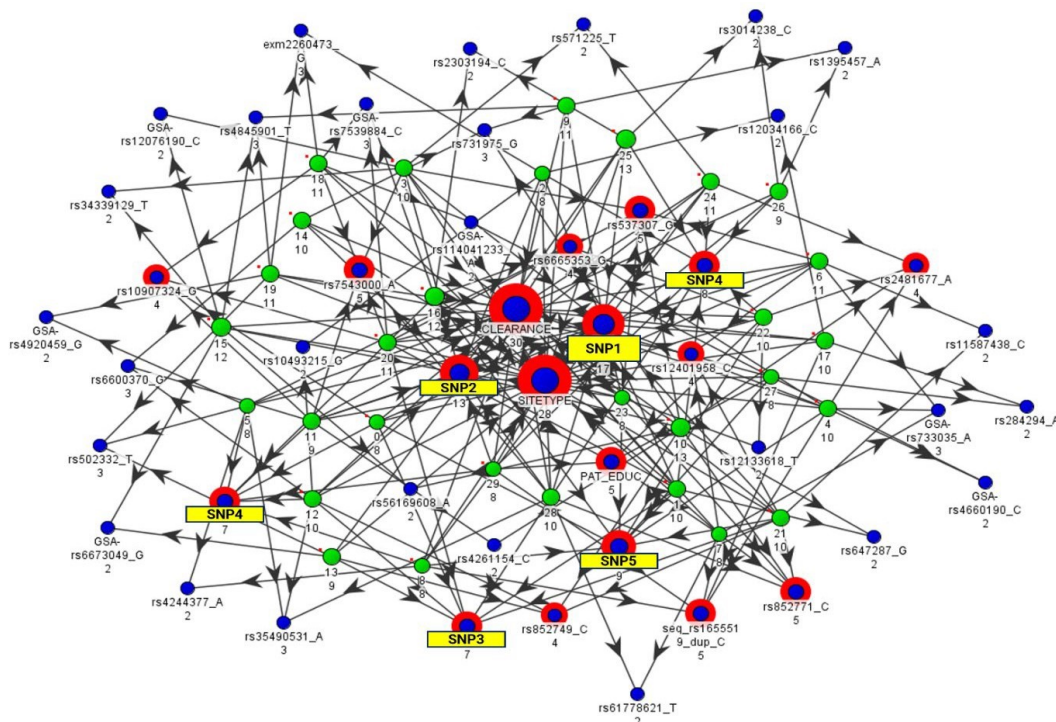 exm2260473_
G
3
rs2303194_C
2
rs571225_T
2
rs3014238_C
2
rs1395457_A
2
GSA-
rs12076190_C
2
rs4845901_T
3
GSA-
rs7539884_C
3
rs731975_G
3
9
11
rs12034166_C
2
25
13
18
11
3
10
2
8
24
11
26
9
rs34339129_T
2
14
10
GSA-
rs114041233_
A
2
rs537307_G
5
rs6665353_G
4
SNP4
8
6
11
rs2481677_A
4
rs10907324_G
4
19
11
rs7543000_A
5
16
12
CLEARANCE
30
SNP1
17
22
10
17
10
rs11587438_C
2
GSA-
rs4920459_G
2
15
12
rs10493215_G
2
20
11
SNP2
13
SITETYPE
28
rs12401958_C
4
27
8
rs6600370_G
3
5
8
11
9
0
8
23
8
10
13
4
10
GSA-
rs733035_A
3
rs284294_A
2
rs502332_T
3
29
8
PAT_EDUC
5
rs12133618_T
2
GSA-
rs4660190_C
2
SNP4
7
12
10
rs56169608_A
2
28
10
1
10
21
10
GSA-
rs6673049_G
2
13
9
8
8
rs4261154_C
2
SNP5
9
7
8
rs647287_G
2
rs4244377_A
2
rs35490531_A
3
SNP3
7
rs852749_C
4
seq_rs165551
9_dup_C
5
rs852771_C
5
rs61778621_T
2